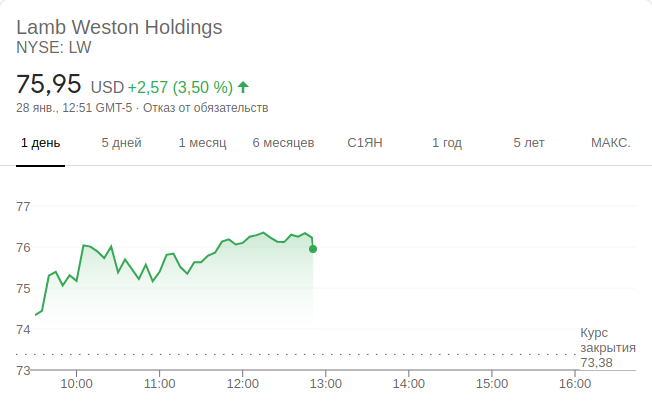 Lamb Weston Holdings
NYSE: LW
75,95 USD +2,57 (3,50 %)
28 янв., 12:51 GMT-5 · Отказ от обязательств
1 день 5 дней 1 месяц 6 месяцев С1ЯН 1 год 5 лет МАКС.
77
76
75
74
Курс
закрытия
73,38
73
10:00 11:00 12:00 13:00 14:00 15:00 16:00